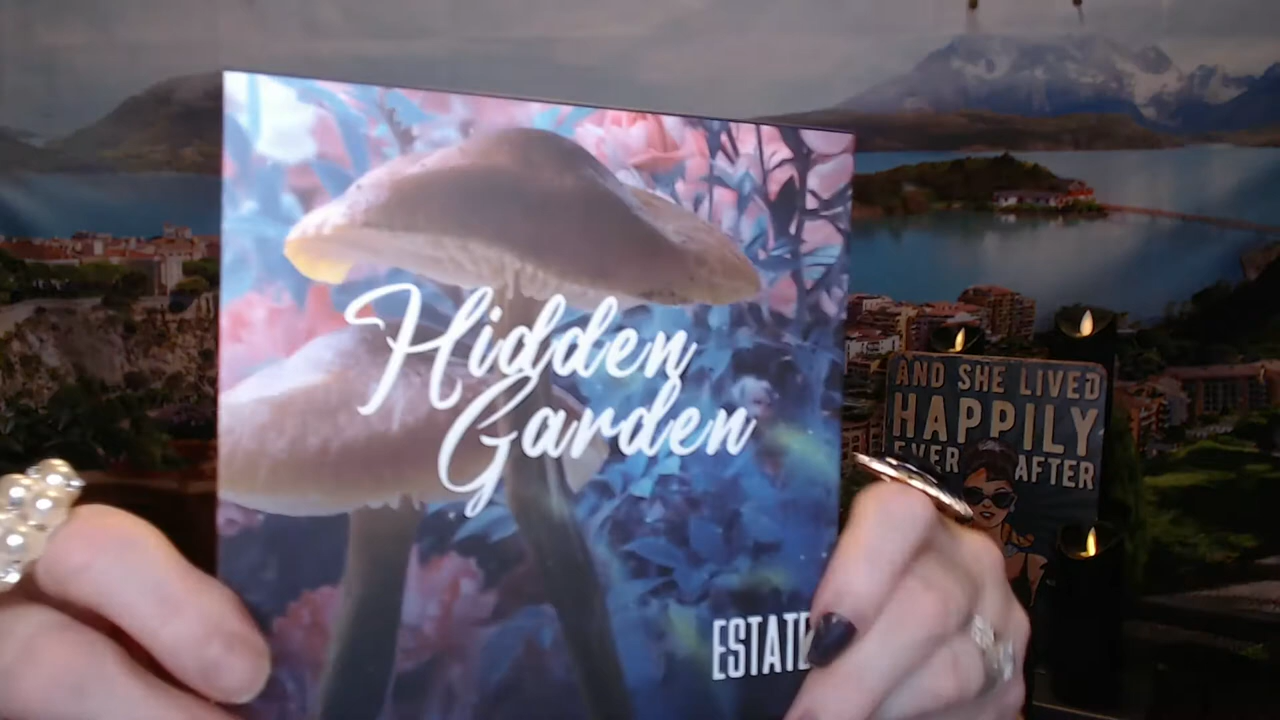 Hidden
Garden
ESTATE
AND SHE LIVED
HAPPILY
EVER AFTER